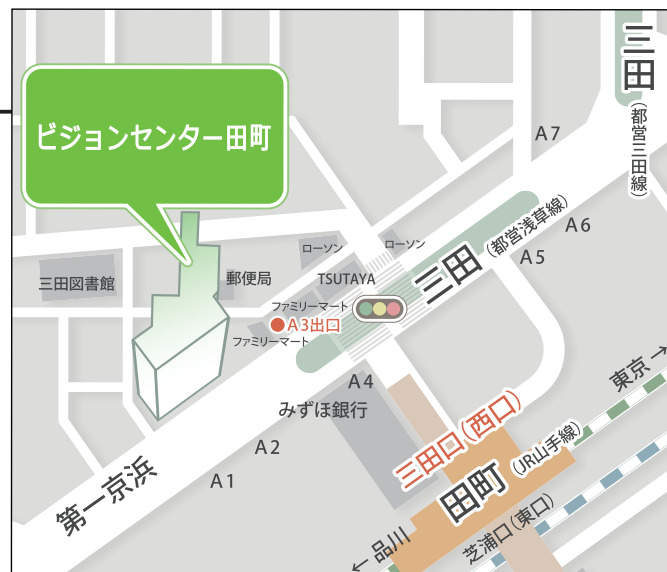 三田
(都営三田線)
ビジョンセンター田町
A7
A6
A5
三田
(都営浅草線)
ローソン
ローソン
三田図書館
郵便局
TSUTAYA
ファミリーマート
A3出口
ファミリーマート
A4
みずほ銀行
A2
A1
第一京浜
三田口(西口)
田町
(JR山手線)
東京→
←品川
芝浦口(東口)